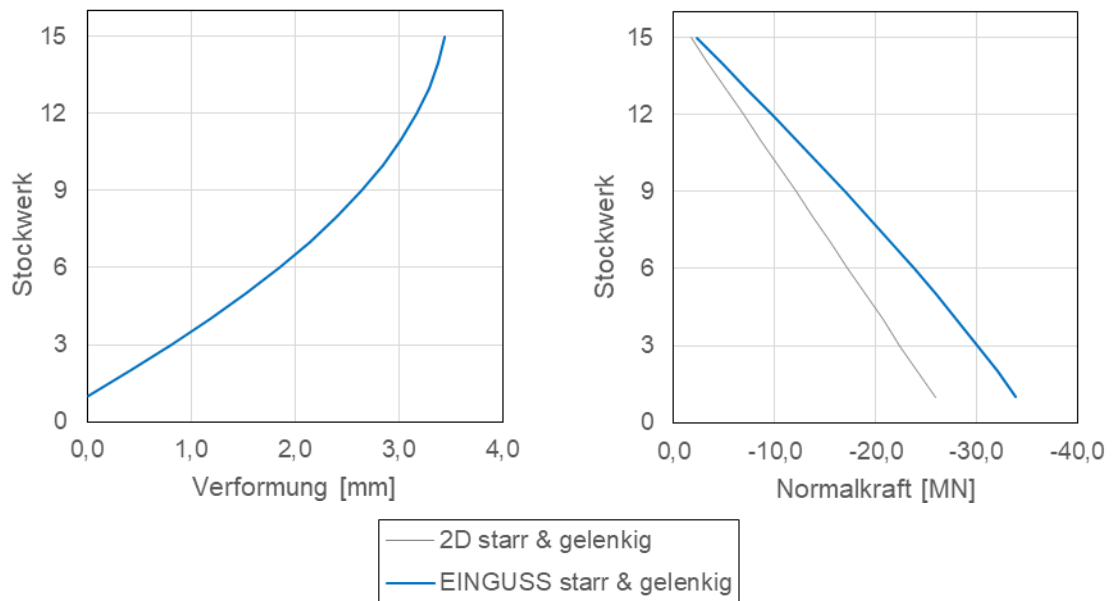 15
12
9
6
3
0
Stockwerk
0,0 1,0 2,0 3,0 4,0
Verformung [mm]
15
12
9
6
3
0
Stockwerk
0,0 -10,0 -20,0 -30,0 -40,0
Normalkraft [MN]
2D starr & gelenkig
EINGUSS starr & gelenkig